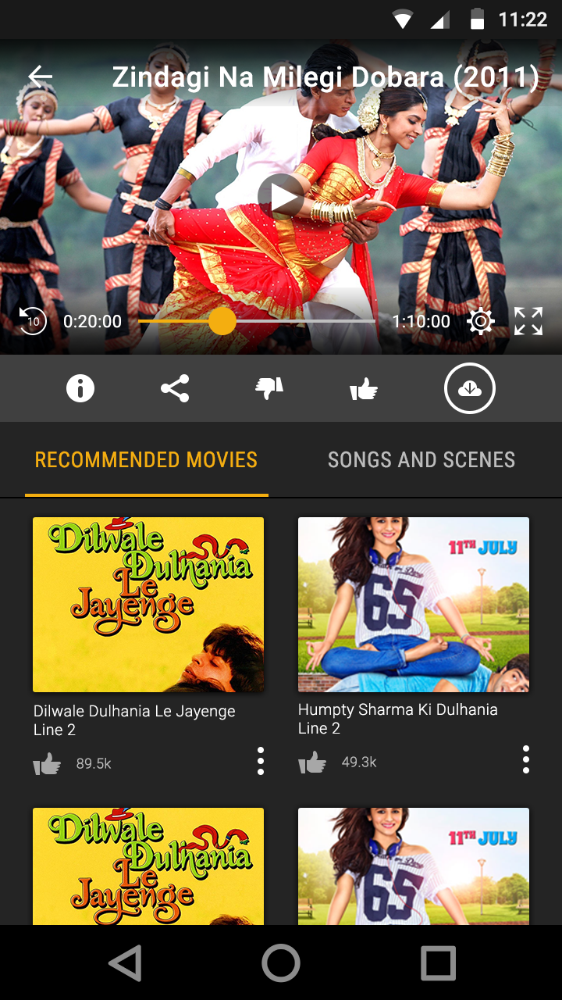 11:22
Zindagi Na Milegi Dobara (2011)
10
0:20:00
1:10:00
RECOMMENDED MOVIES
SONGS AND SCENES
Dilwale
Dulhania
Le
Jayenge
11TH JULY
65
Dilwale Dulhania Le Jayenge
Line 2
89.5k
Humpty Sharma Ki Dulhania
Line 2
49.3k
Dilwale
Dulhania
Le
Jayenge
11TH JULY
65